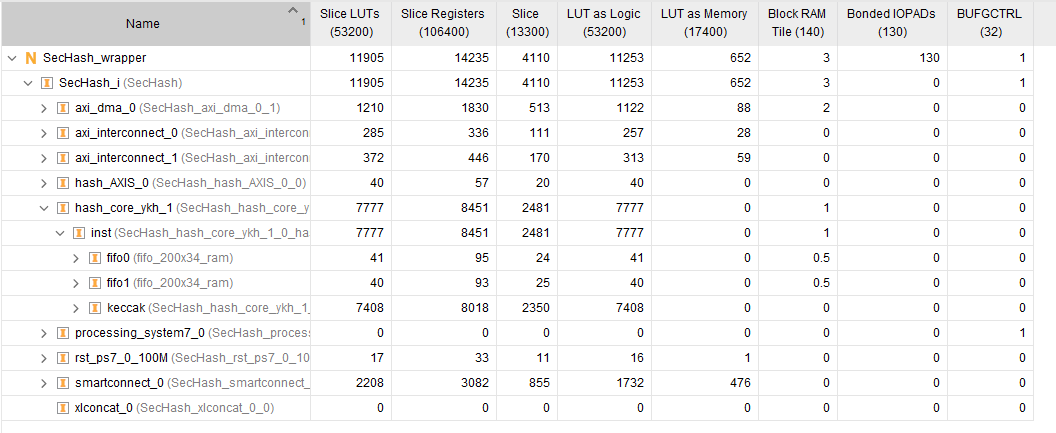 Name 1 Slice LUTs (53200) Slice Registers (106400) Slice (13300) LUT as Logic (53200) LUT as Memory (17400) Block RAM Tile (140) Bonded IOPADs (130) BUFGCTRL (32)
N SecHash_wrapper 11905 14235 4110 11253 652 3 130 1
I SecHash_i (SecHash) 11905 14235 4110 11253 652 3 0 1
I axi_dma_0 (SecHash_axi_dma_0_1) 1210 1830 513 1122 88 2 0 0
I axi_interconnect_0 (SecHash_axi_interconn 285 336 111 257 28 0 0 0
I axi_interconnect_1 (SecHash_axi_interconn 372 446 170 313 59 0 0 0
I hash_AXIS_0 (SecHash_hash_AXIS_0_0) 40 57 20 40 0 0 0 0
I hash_core_ykh_1 (SecHash_hash_core_y 7777 8451 2481 7777 0 1 0 0
I inst (SecHash_hash_core_ykh_1_0_ha 7777 8451 2481 7777 0 1 0 0
I fifo0 (fifo_200x34_ram) 41 95 24 41 0 0.5 0 0
I fifo1 (fifo_200x34_ram) 40 93 25 40 0 0.5 0 0
I keccak (SecHash_hash_core_ykh_1_ 7408 8018 2350 7408 0 0 0 0
I processing_system7_0 (SecHash_proces 0 0 0 0 0 0 0 1
I rst_ps7_0_100M (SecHash_rst_ps7_0_10 17 33 11 16 1 0 0 0
I smartconnect_0 (SecHash_smartconnect_ 2208 3082 855 1732 476 0 0 0
I xlconcat_0 (SecHash_xlconcat_0_0) 0 0 0 0 0 0 0 0